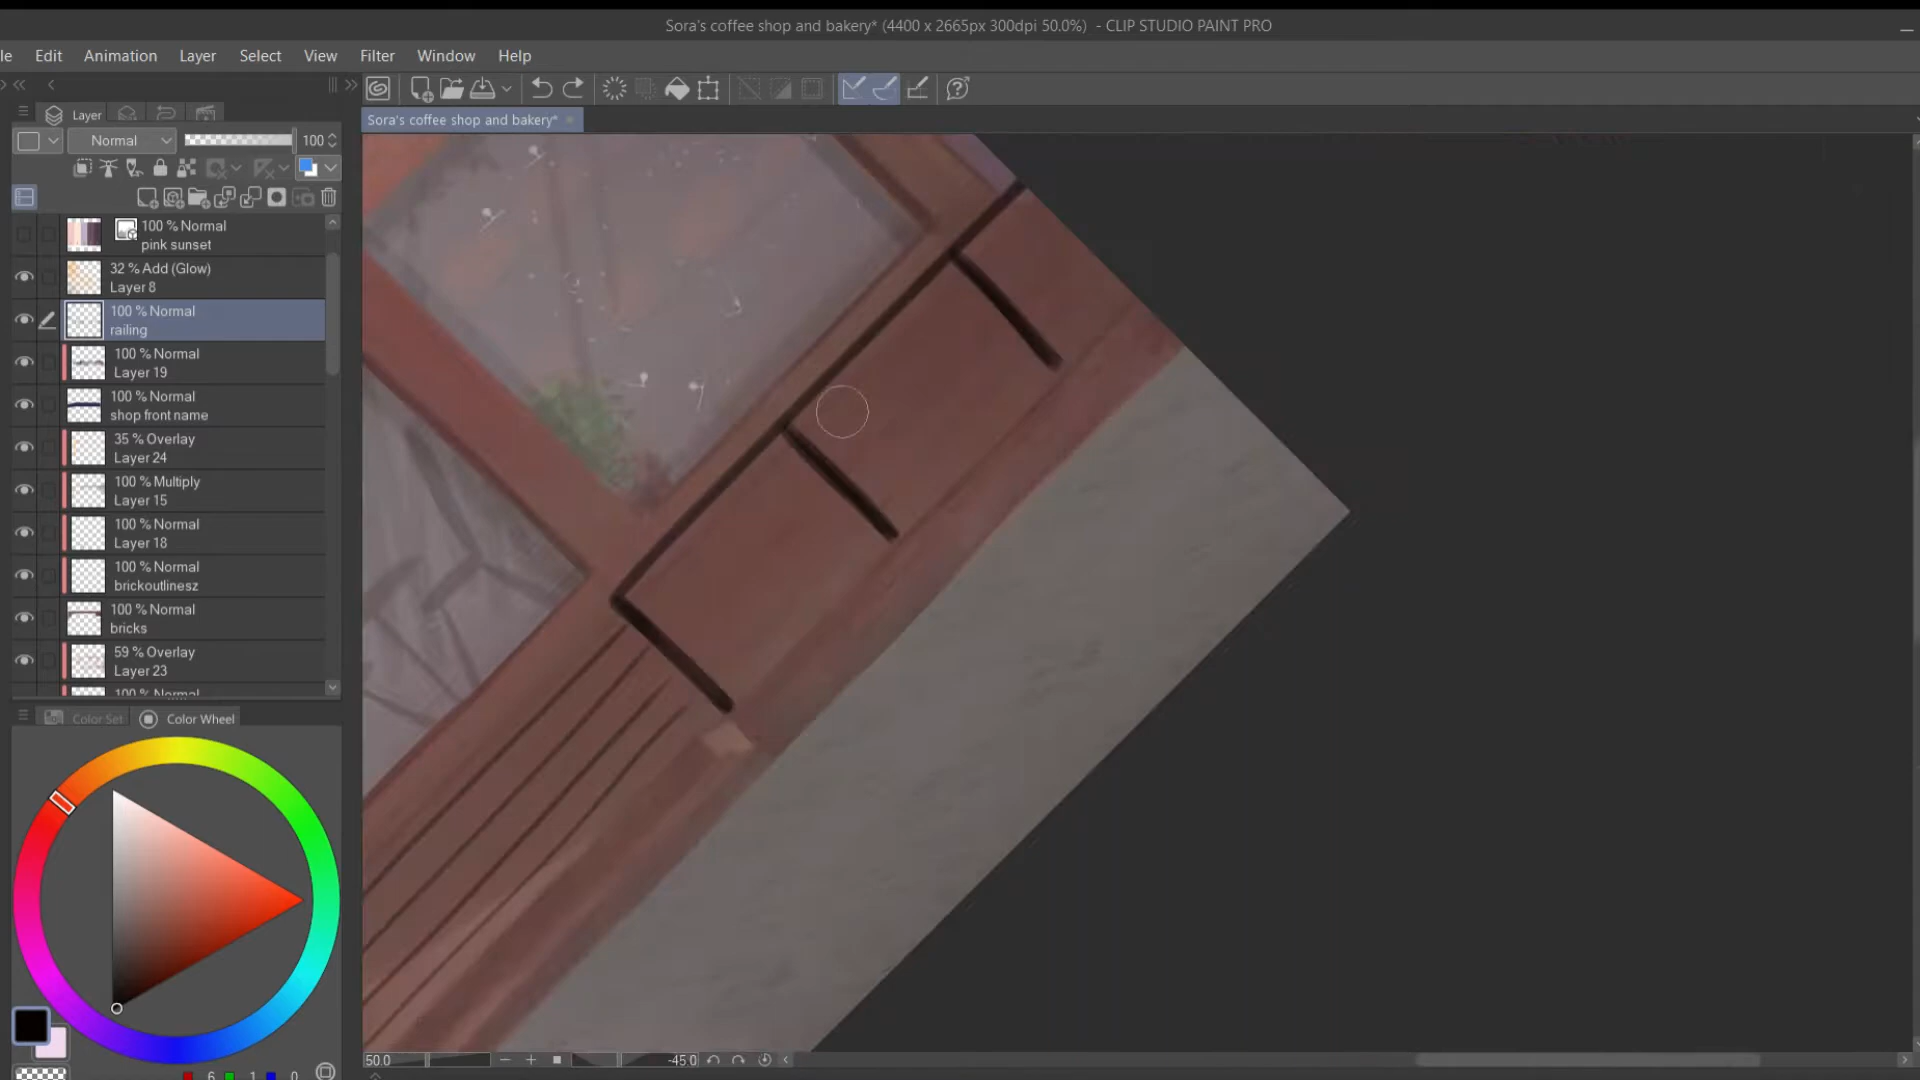 Sora's coffee shop and bakery* (4400 x 2665px 300dpi 50.0%) - CLIP STUDIO PAINT PRO
le Edit Animation Layer Select View Filter Window Help
Layer
Sora's coffee shop and bakery*
Normal 100
100 % Normal
pink sunset
32 % Add (Glow)
Layer 8
100 % Normal
railing
100 % Normal
Layer 19
100 % Normal
shop front name
35 % Overlay
Layer 24
100 % Multiply
Layer 15
100 % Normal
Layer 18
100 % Normal
brickoutlinesz
100 % Normal
bricks
59 % Overlay
Layer 23
100 % Normal
Color Set Color Wheel
6 1 0
50.0 -45.0